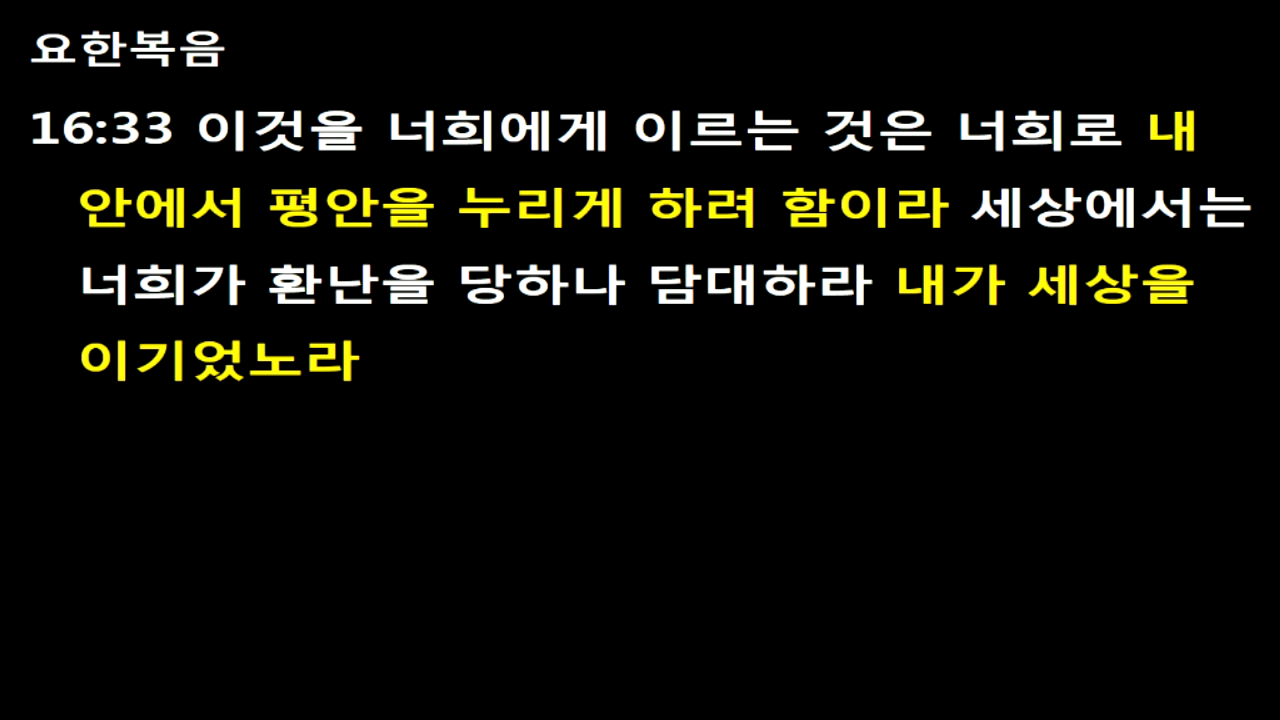 요한복음
16:33 이것을 너희에게 이르는 것은 너희로 내
안에서 평안을 누리게 하려 함이라 세상에서는
너희가 환난을 당하나 담대하라 내가 세상을
이기었노라